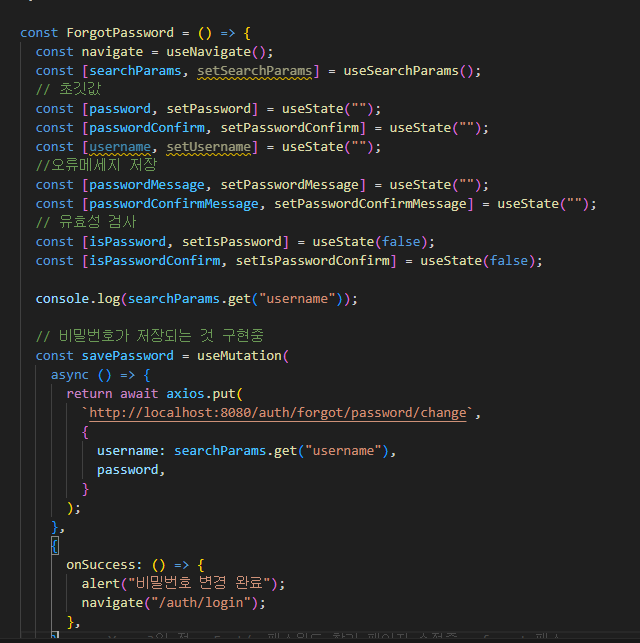 const ForgotPassword = () => {
const navigate = useNavigate();
const [searchParams, setSearchParams] = useSearchParams();
// 초깃값
const [password, setPassword] = useState("");
const [passwordConfirm, setPasswordConfirm] = useState("");
const [username, setUsername] = useState("");
//오류메세지 저장
const [passwordMessage, setPasswordMessage] = useState("");
const [passwordConfirmMessage, setPasswordConfirmMessage] = useState("");
// 유효성 검사
const [isPassword, setIsPassword] = useState(false);
const [isPasswordConfirm, setIsPasswordConfirm] = useState(false);
console.log(searchParams.get("username"));
// 비밀번호가 저장되는 것 구현중
const savePassword = useMutation(
async () => {
return await axios.put(
`http://localhost:8080/auth/forgot/password/change`,
{
username: searchParams.get("username"),
password,
}
);
},
{
onSuccess: () => {
alert("비밀번호 변경 완료");
navigate("/auth/login");
},